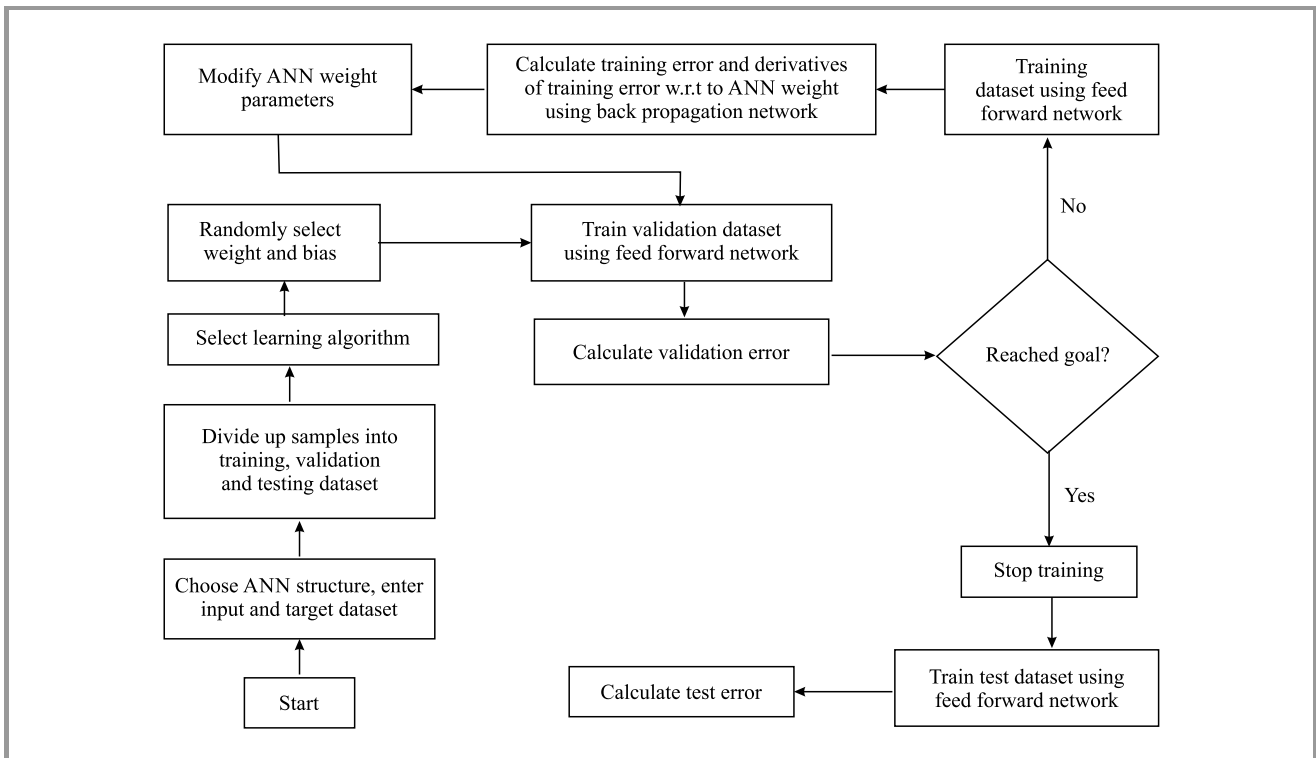 Modify ANN weight
parameters
Calculate training error and derivatives
of training error w.r.t to ANN weight
using back propagation network
Training
dataset using feed
forward network
No
Randomly select
weight and bias
Train validation dataset
using feed forward network
Select learning algorithm
Calculate validation error
Reached goal?
Divide up samples into
training, validation
and testing dataset
Yes
Choose ANN structure, enter
input and target dataset
Stop training
Start
Calculate test error
Train test dataset using
feed forward network